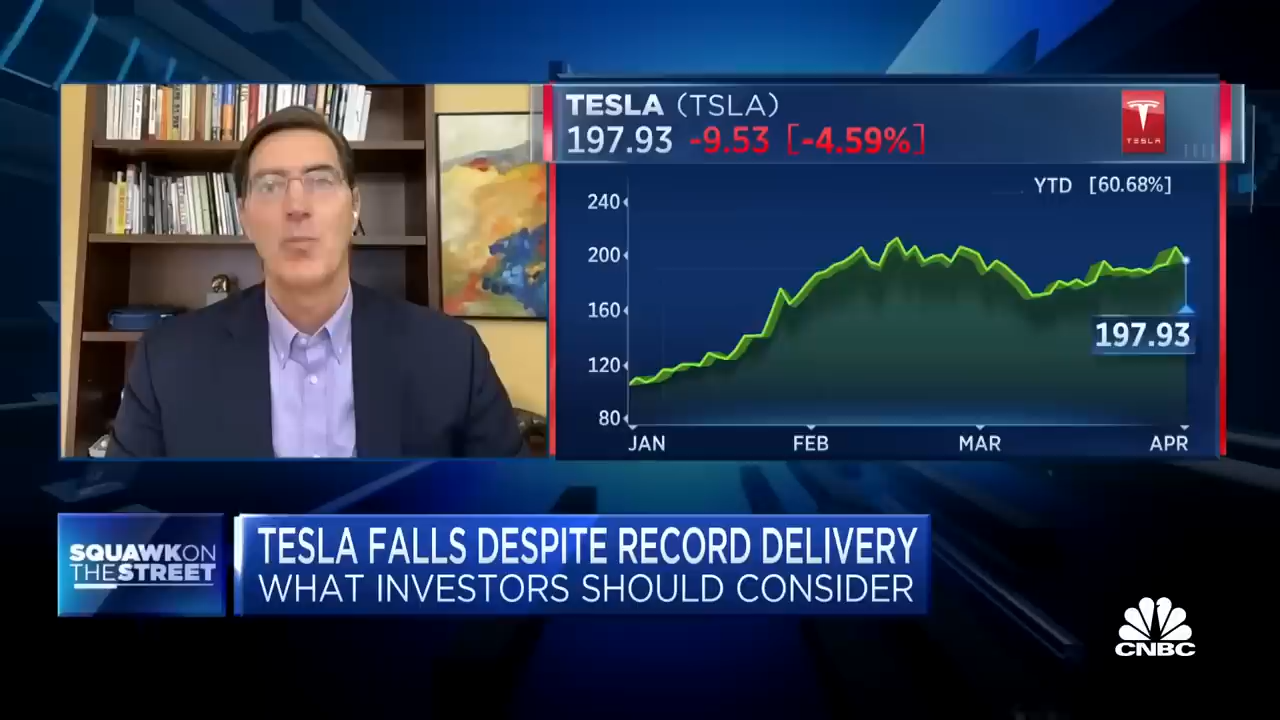 TESLA (TSLA)
197.93 -9.53 [-4.59%]
TESLA
YTD [60.68%]
240
200
160
120
80
197.93
JAN FEB MAR APR
SQUAWK ON
THE STREET
TESLA FALLS DESPITE RECORD DELIVERY
WHAT INVESTORS SHOULD CONSIDER
CNBC